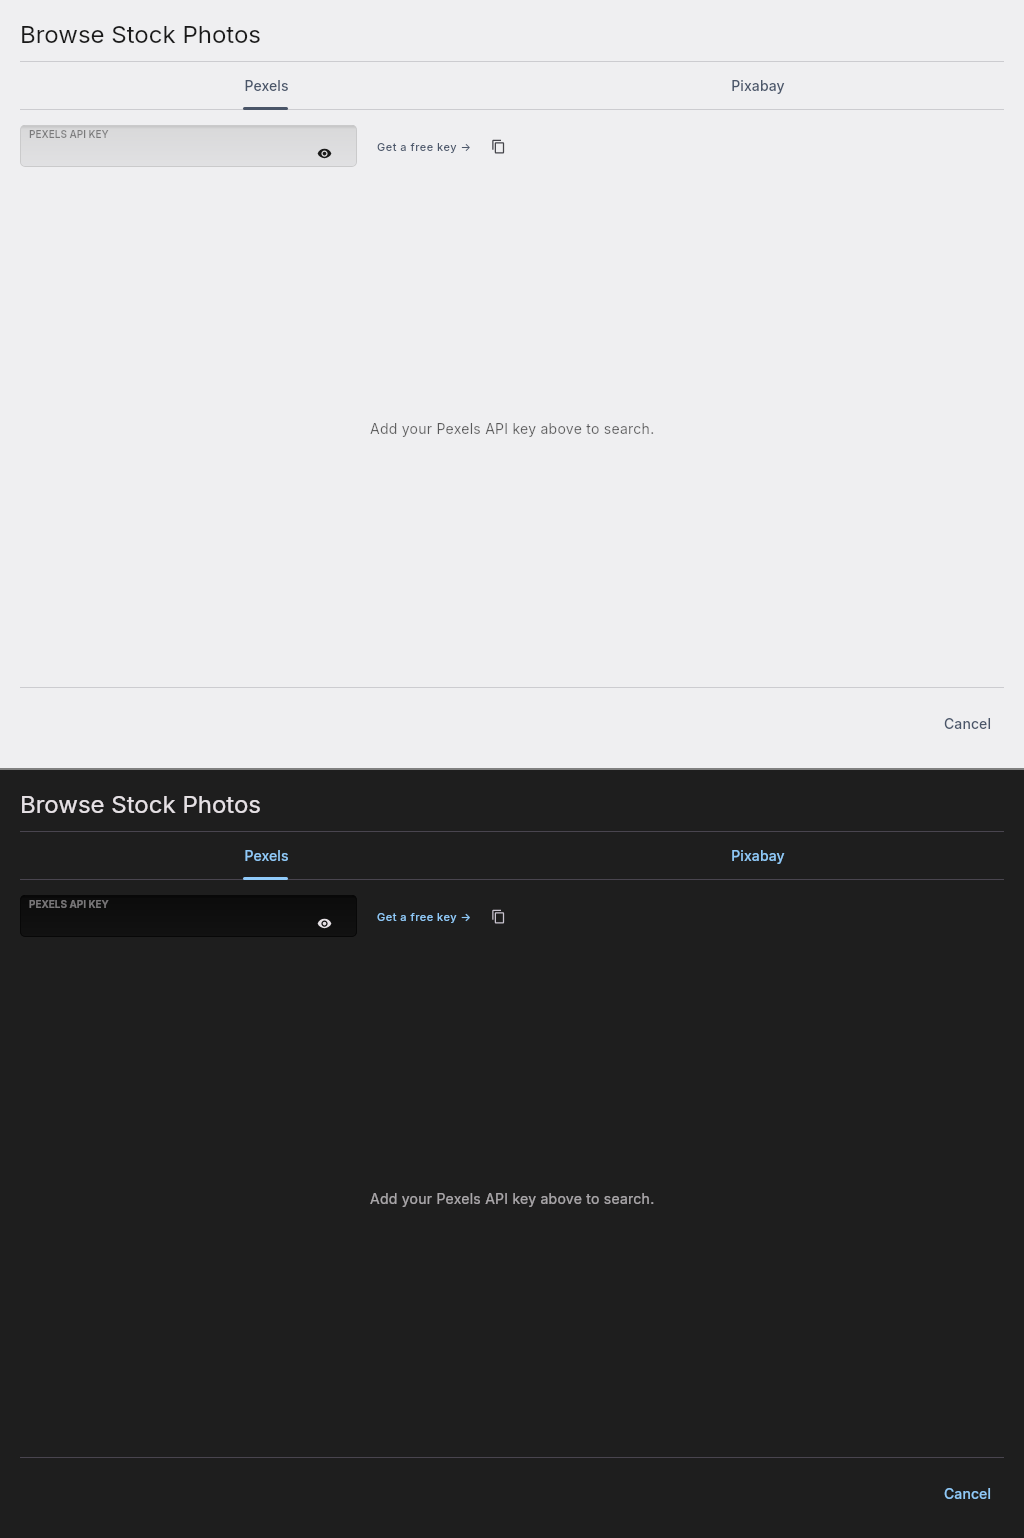 Browse Stock Photos
Pexels
Pixabay
PEXELS API KEY
Get a free key →
Add your Pexels API key above to search.
Cancel
Browse Stock Photos
Pexels
Pixabay
PEXELS API KEY
Get a free key →
Add your Pexels API key above to search.
Cancel